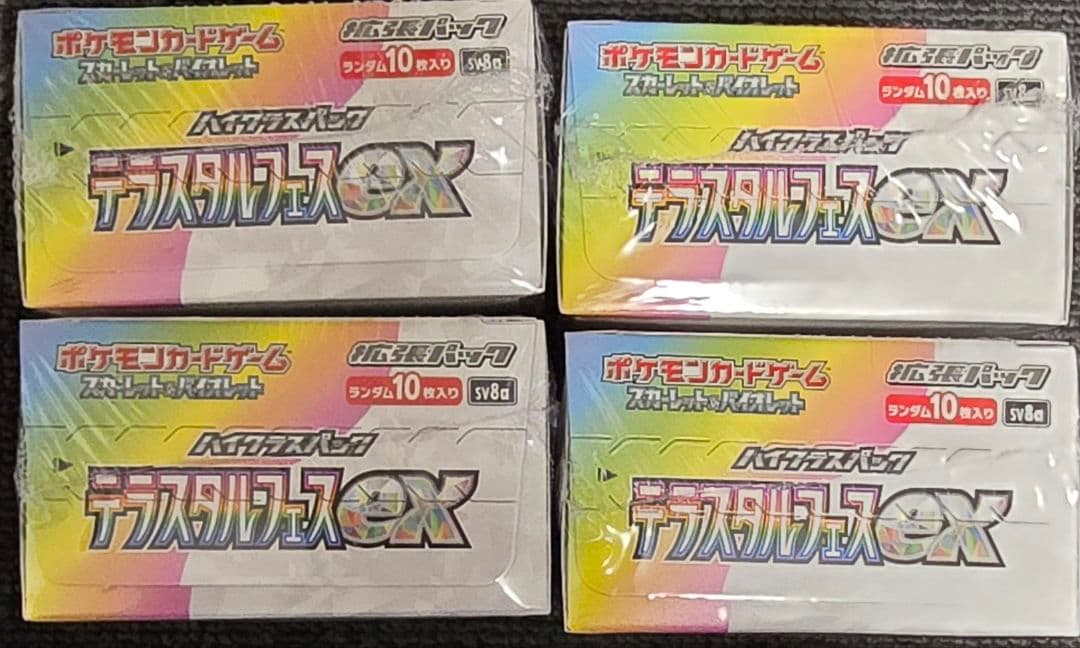 ポケモンカードゲーム
スカーレット&バイオレット
拡張パック
ランダム10枚入り sv8a
ハイクラスパック
テラスタルフェスex
ポケモンカードゲーム
スカーレット&バイオレット
拡張パック
ランダム10枚入り sv8a
ハイクラスパック
テラスタルフェスex
ポケモンカードゲーム
スカーレット&バイオレット
拡張パック
ランダム10枚入り sv8a
ハイクラスパック
テラスタルフェスex
ポケモンカードゲーム
スカーレット&バイオレット
拡張パック
ランダム10枚入り sv8a
ハイクラスパック
テラスタルフェスex